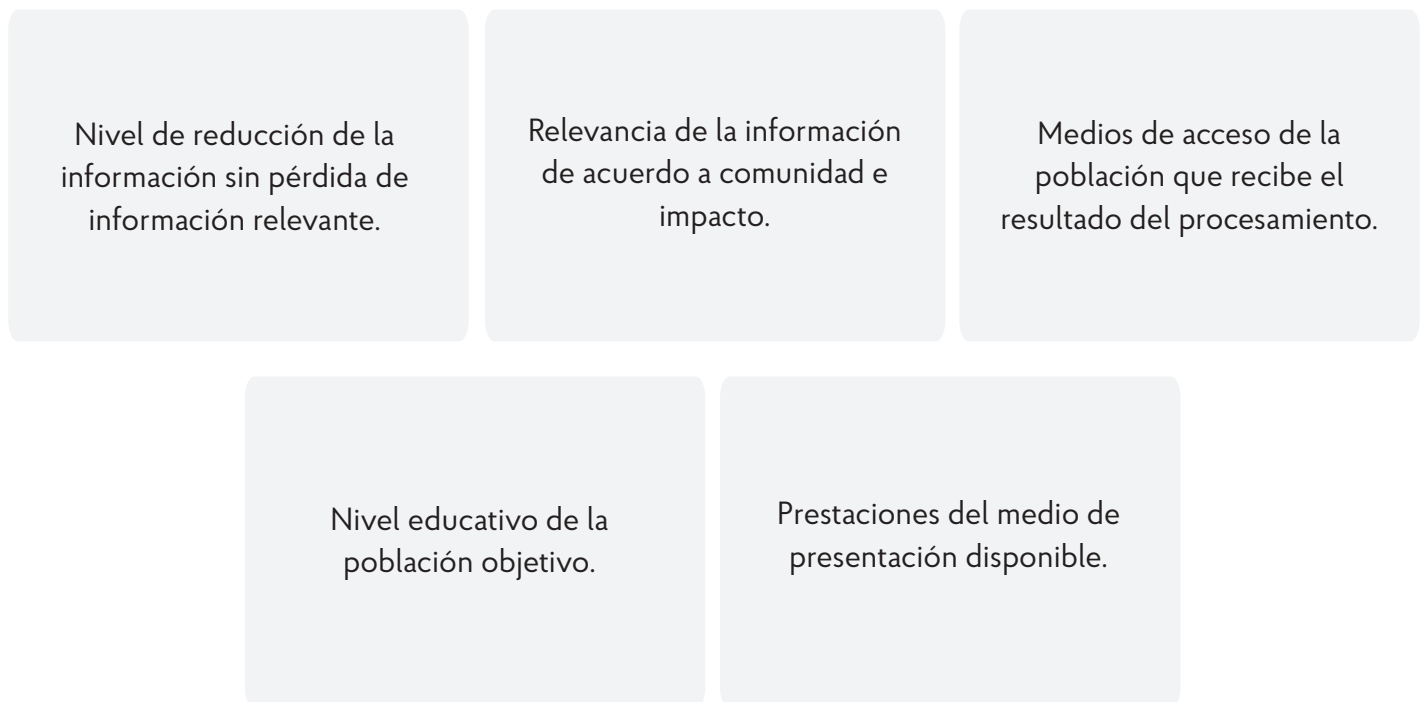 Nivel de reducción de la
información sin pérdida de
información relevante.
Relevancia de la información
de acuerdo a comunidad e
impacto.
Medios de acceso de la
población que recibe el
resultado del procesamiento.
Nivel educativo de la
población objetivo.
Prestaciones del medio de
presentación disponible.